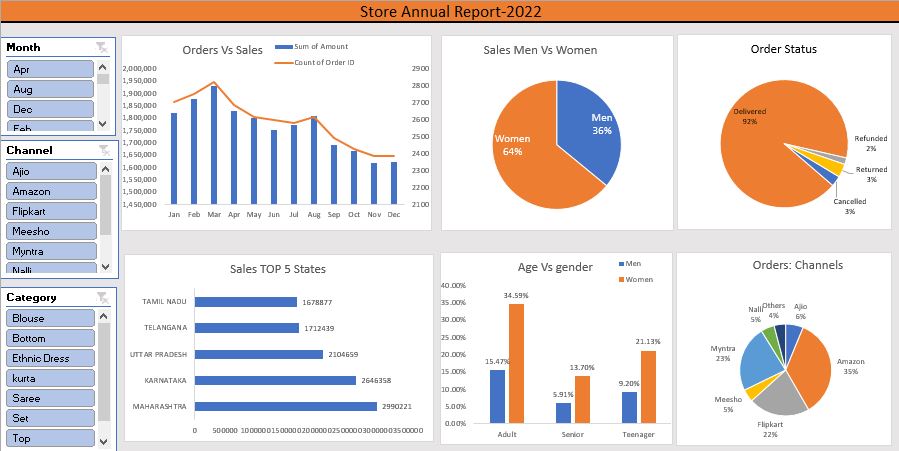 Store Annual Report-2022
Month
Apr
Aug
Dec
Feb
Channel
Ajio
Amazon
Flipkart
Meesho
Myntra
Nalli
Category
Blouse
Bottom
Ethnic Dress
kurta
Saree
Set
Top
Orders Vs Sales
Sum of Amount
Count of Order ID
2,000,000
1,950,000
1,900,000
1,850,000
1,800,000
1,750,000
1,700,000
1,650,000
1,600,000
1,550,000
1,500,000
1,450,000
2900
2800
2700
2600
2500
2400
2300
2200
2100
Jan Feb Mar Apr May Jun Jul Aug Sep Oct Nov Dec
Sales Men Vs Women
Men
36%
Women
64%
Order Status
Delivered
92%
Refunded
2%
Returned
3%
Cancelled
3%
Sales TOP 5 States
TAMIL NADU 1678877
TELANGANA 1712439
UTTAR PRADESH 2104659
KARNATAKA 2646358
MAHARASHTRA 2990221
0 500000 1000000 1500000 2000000 2500000 3000000 3500000
Age Vs gender
Men
Women
40.00%
35.00%
30.00%
25.00%
20.00%
15.00%
10.00%
5.00%
0.00%
15.47%
34.59%
5.91%
13.70%
9.20%
21.13%
Adult Senior Teenager
Orders: Channels
Ajio
6%
Amazon
35%
Flipkart
22%
Meesho
5%
Myntra
23%
Nalli
5%
Others
4%